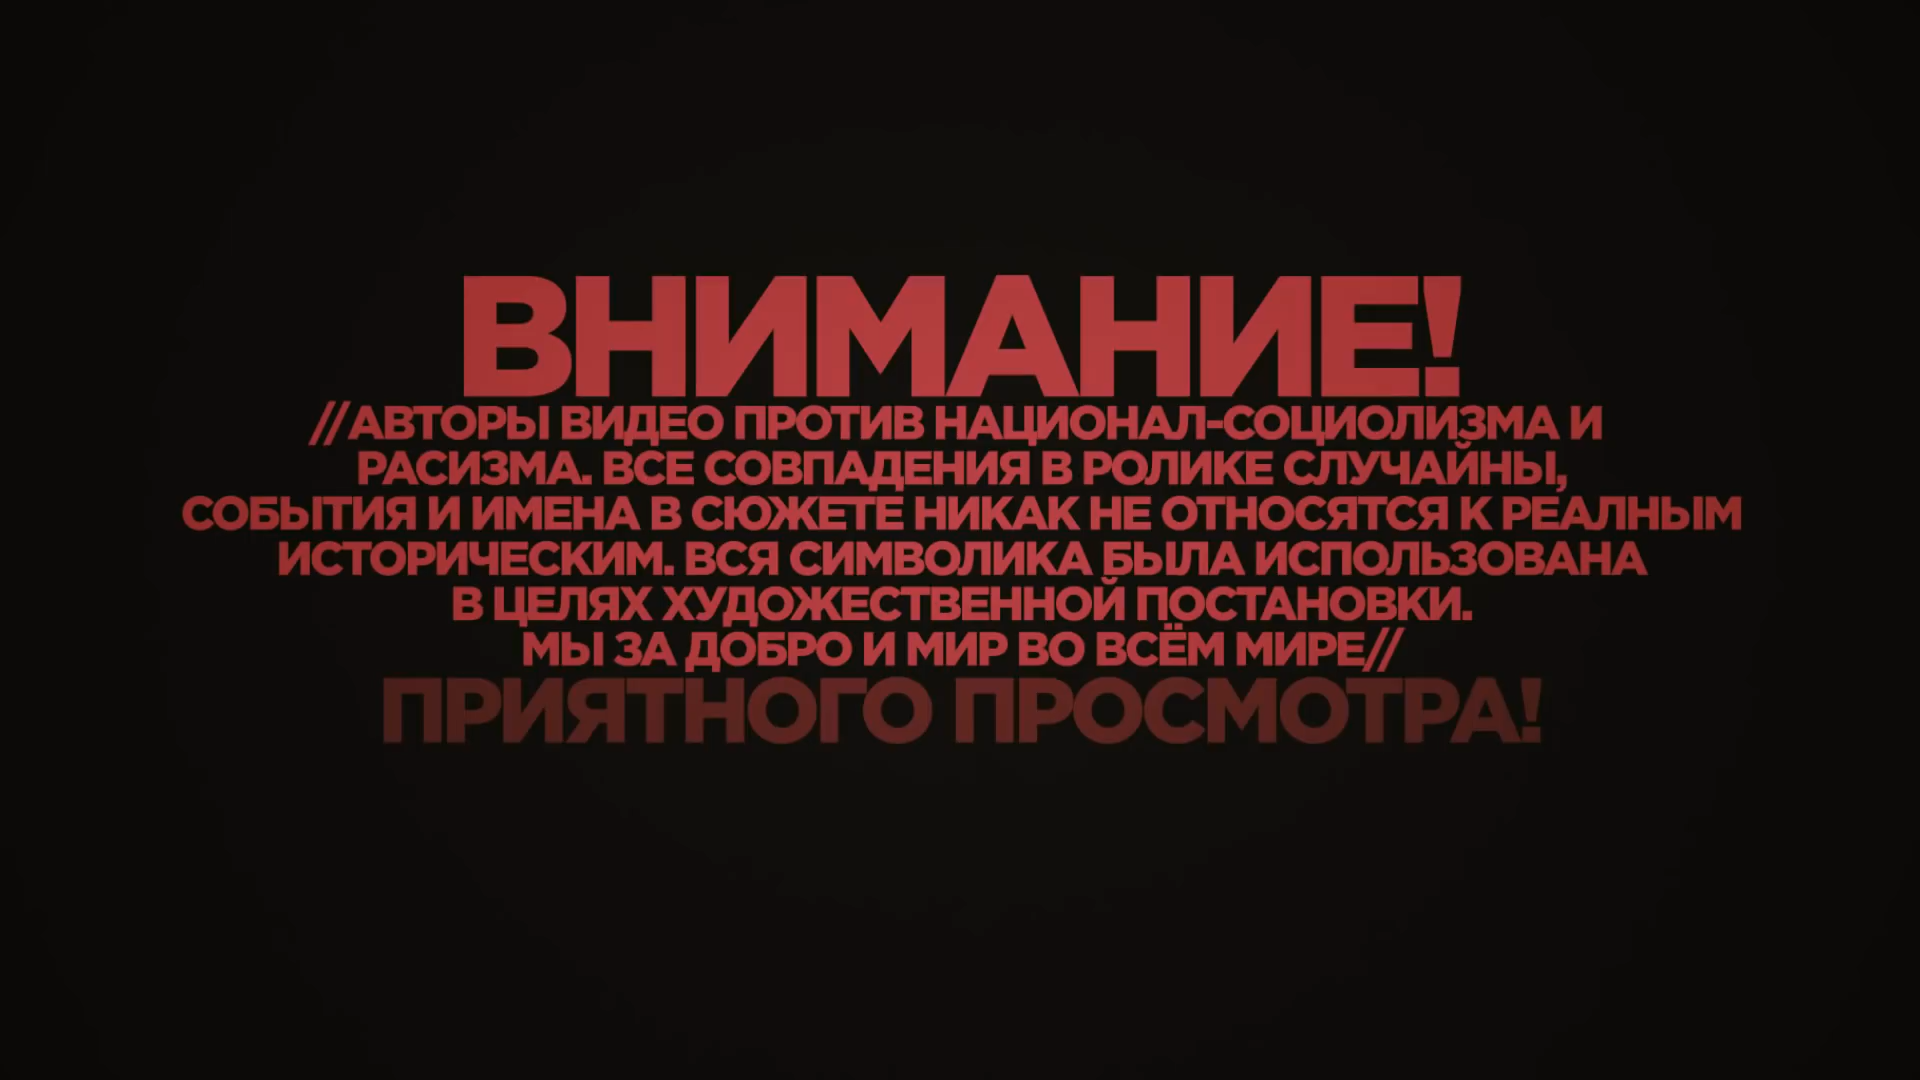 ВНИМАНИЕ!
//АВТОРЫ ВИДЕО ПРОТИВ НАЦИОНАЛ-СОЦИОЛИЗМА И
РАСИЗМА. ВСЕ СОВПАДЕНИЯ В РОЛИКЕ СЛУЧАЙНЫ,
СОБЫТИЯ И ИМЕНА В СЮЖЕТЕ НИКАК НЕ ОТНОСЯТСЯ К РЕАЛНЫМ
ИСТОРИЧЕСКИМ. ВСЯ СИМВОЛИКА БЫЛА ИСПОЛЬЗОВАНА
В ЦЕЛЯХ ХУДОЖЕСТВЕННОЙ ПОСТАНОВКИ.
МЫ ЗА ДОБРО И МИР ВО ВСЁМ МИРЕ//
ПРИЯТНОГО ПРОСМОТРА!